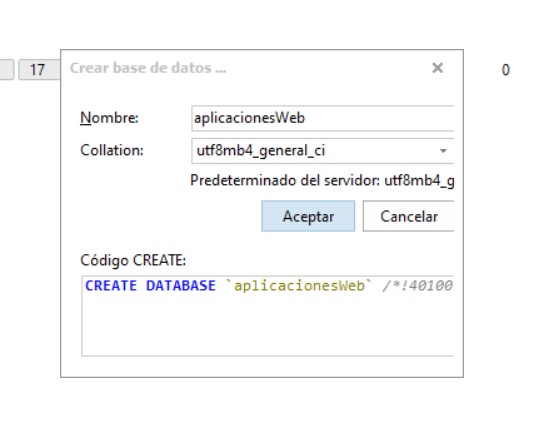 17
0
Crear base de datos ...
Nombre:
aplicacionesWeb
Collation:
utf8mb4_general_ci
Predeterminado del servidor: utf8mb4_g
Aceptar
Cancelar
Código CREATE:
CREATE DATABASE `aplicacionesWeb` /*!40100